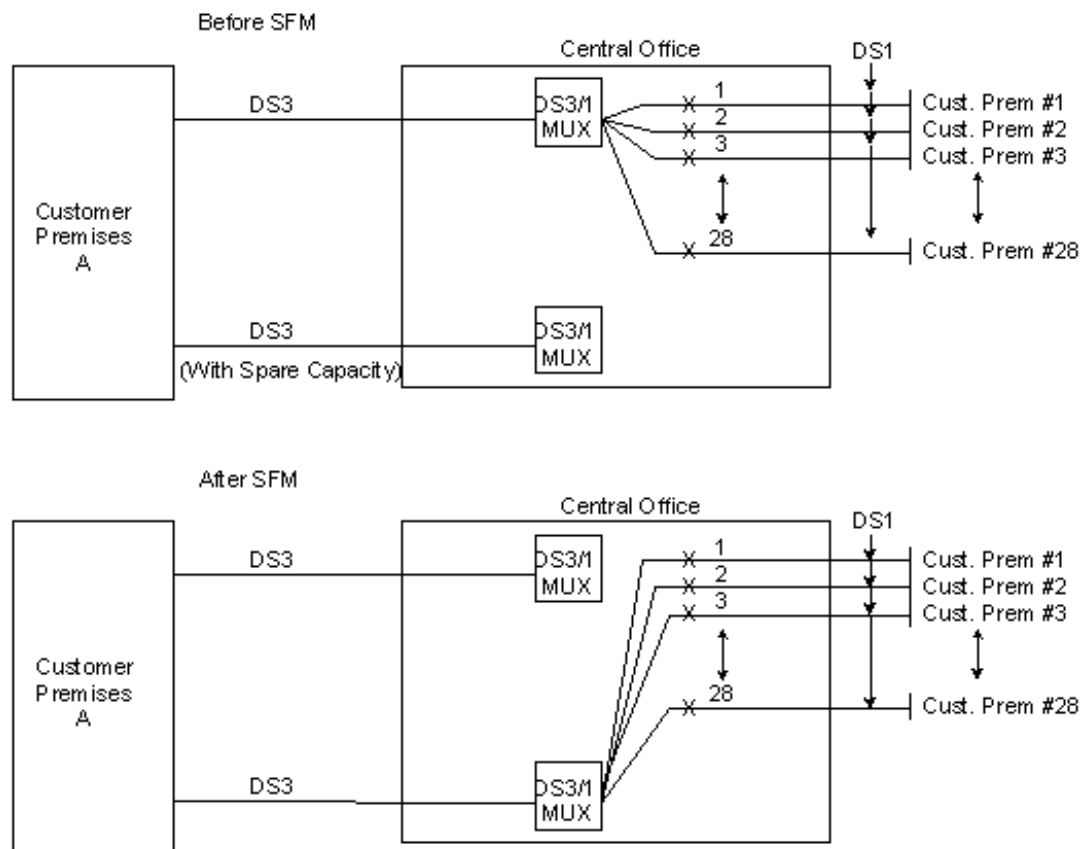 Before SFM
Central Office
DS1
DS3
DS3/1
MUX
1
2
3
28
Cust. Prem #1
Cust. Prem #2
Cust. Prem #3
Cust. Prem #28
Customer
Premises
A
DS3
(With Spare Capacity)
DS3/1
MUX
After SFM
Central Office
DS1
DS3
DS3/1
MUX
1
2
3
28
Cust. Prem #1
Cust. Prem #2
Cust. Prem #3
Cust. Prem #28
Customer
Premises
A
DS3
DS3/1
MUX